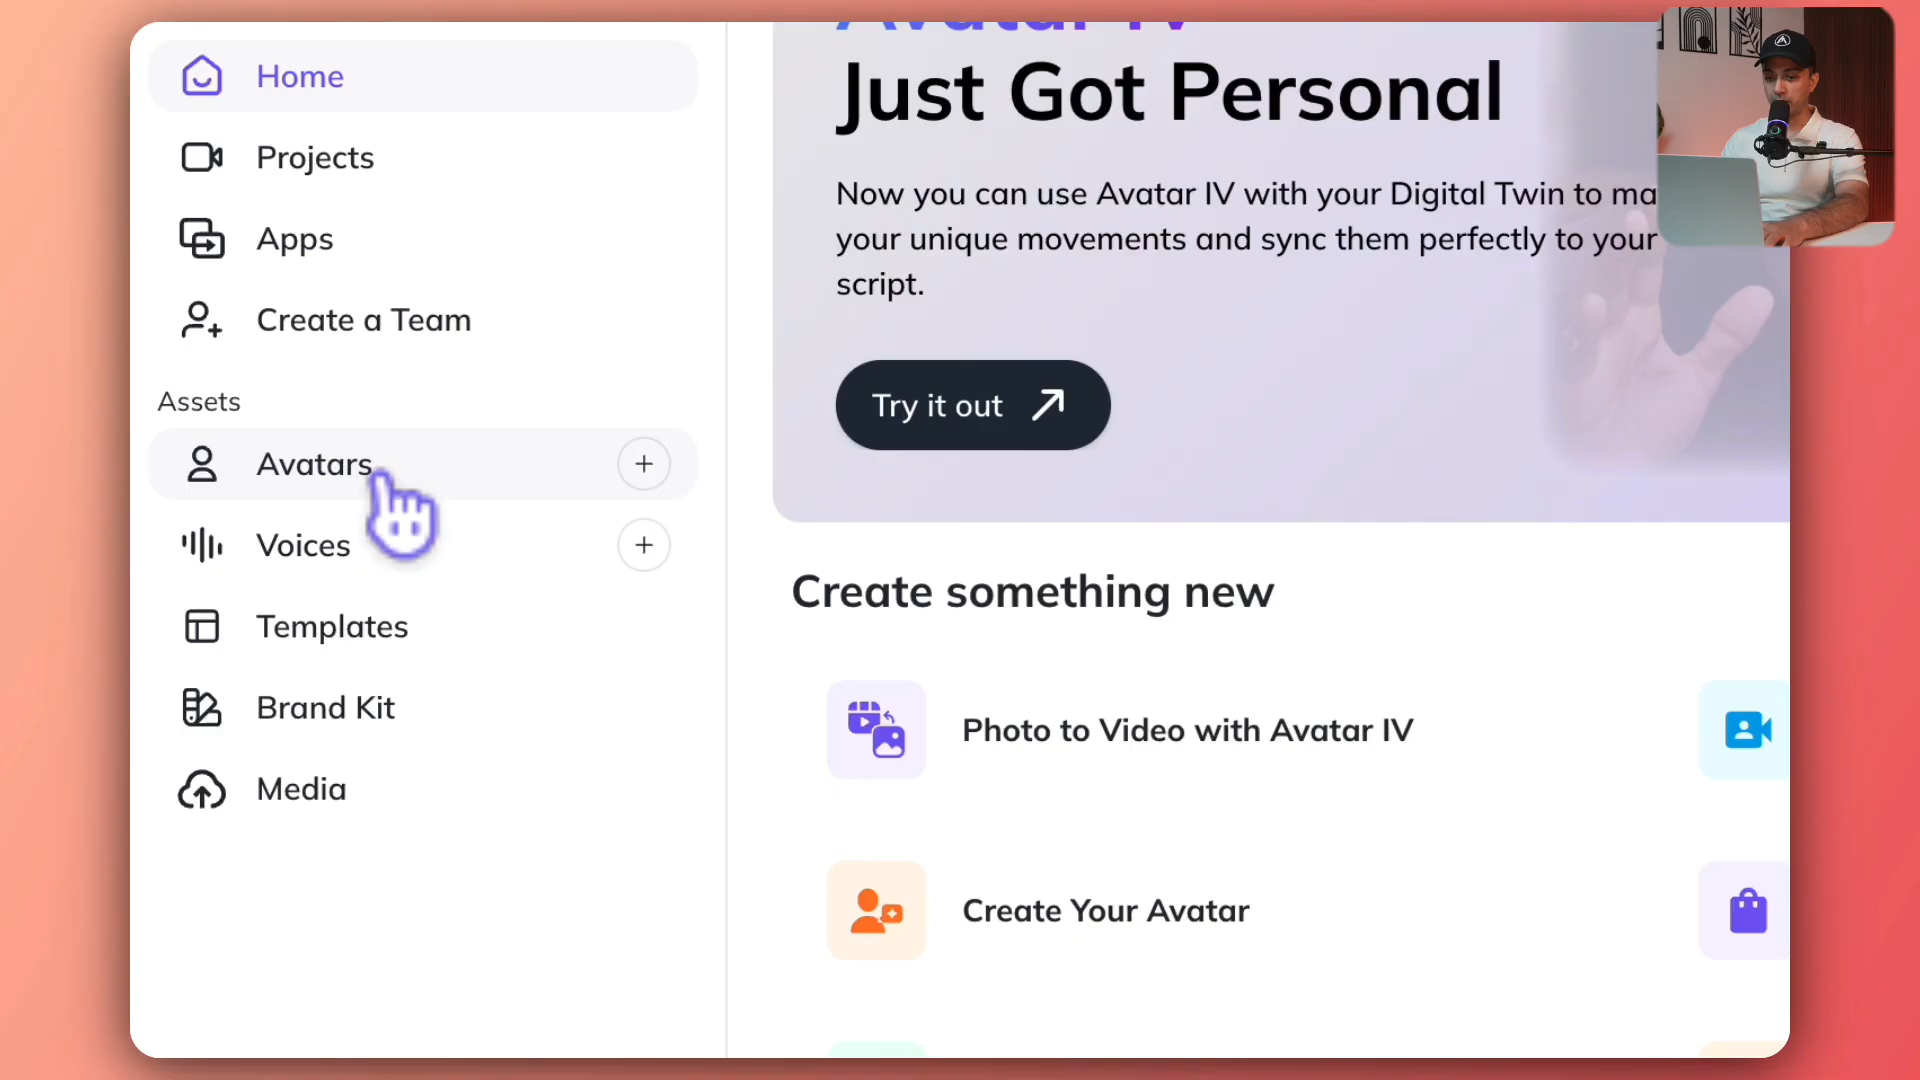 Home
Projects
Apps
Create a Team
Assets
Avatars
Voices
Templates
Brand Kit
Media
Avatar IV
Just Got Personal
Now you can use Avatar IV with your Digital Twin to ma
your unique movements and sync them perfectly to your
script.
Try it out
Create something new
Photo to Video with Avatar IV
Create Your Avatar